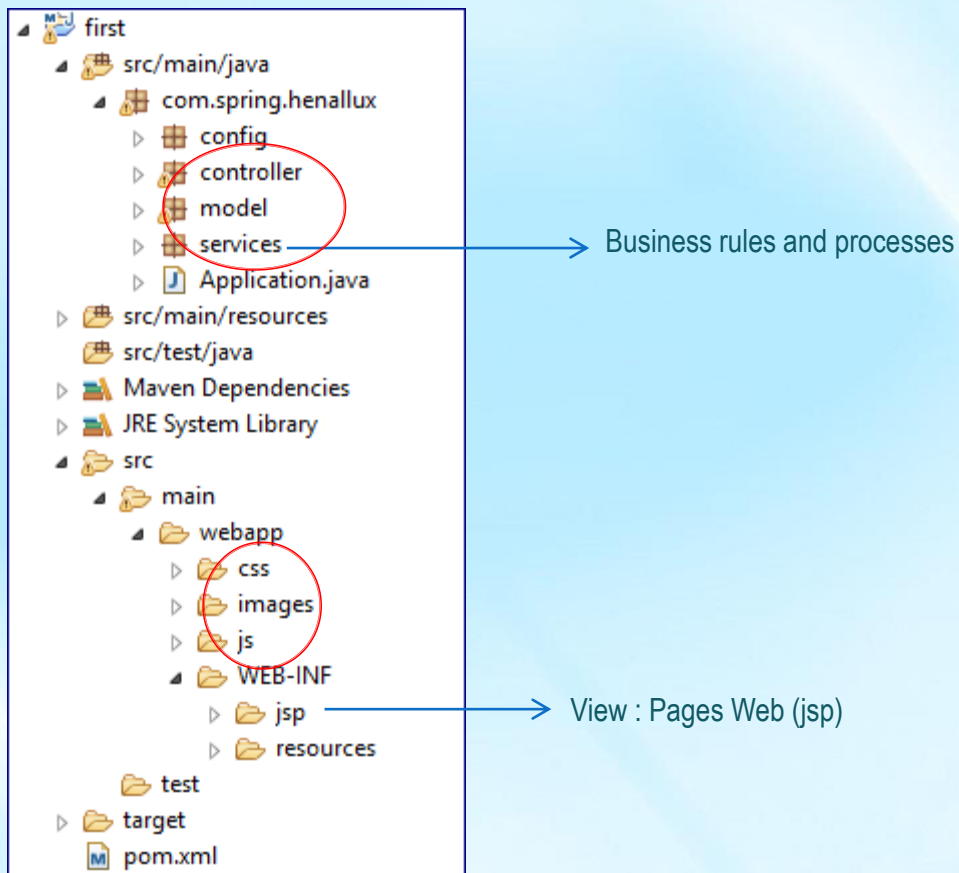 first
src/main/java
com.spring.henallux
config
controller
model
services
Business rules and processes
Application.java
src/main/resources
src/test/java
Maven Dependencies
JRE System Library
src
main
webapp
css
images
js
WEB-INF
jsp
View : Pages Web (jsp)
resources
test
target
pom.xml